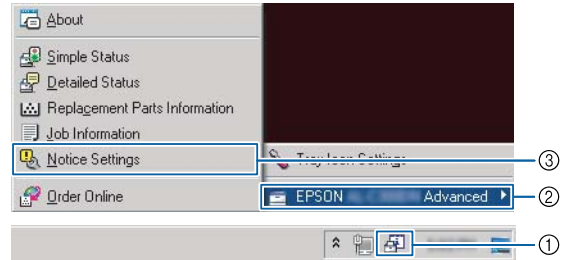 About
Simple Status
Detailed Status
Replacement Parts Information
Job Information
Notice Settings
③
Tray Icon Settings
Order Online
EPSON Advanced
②
①